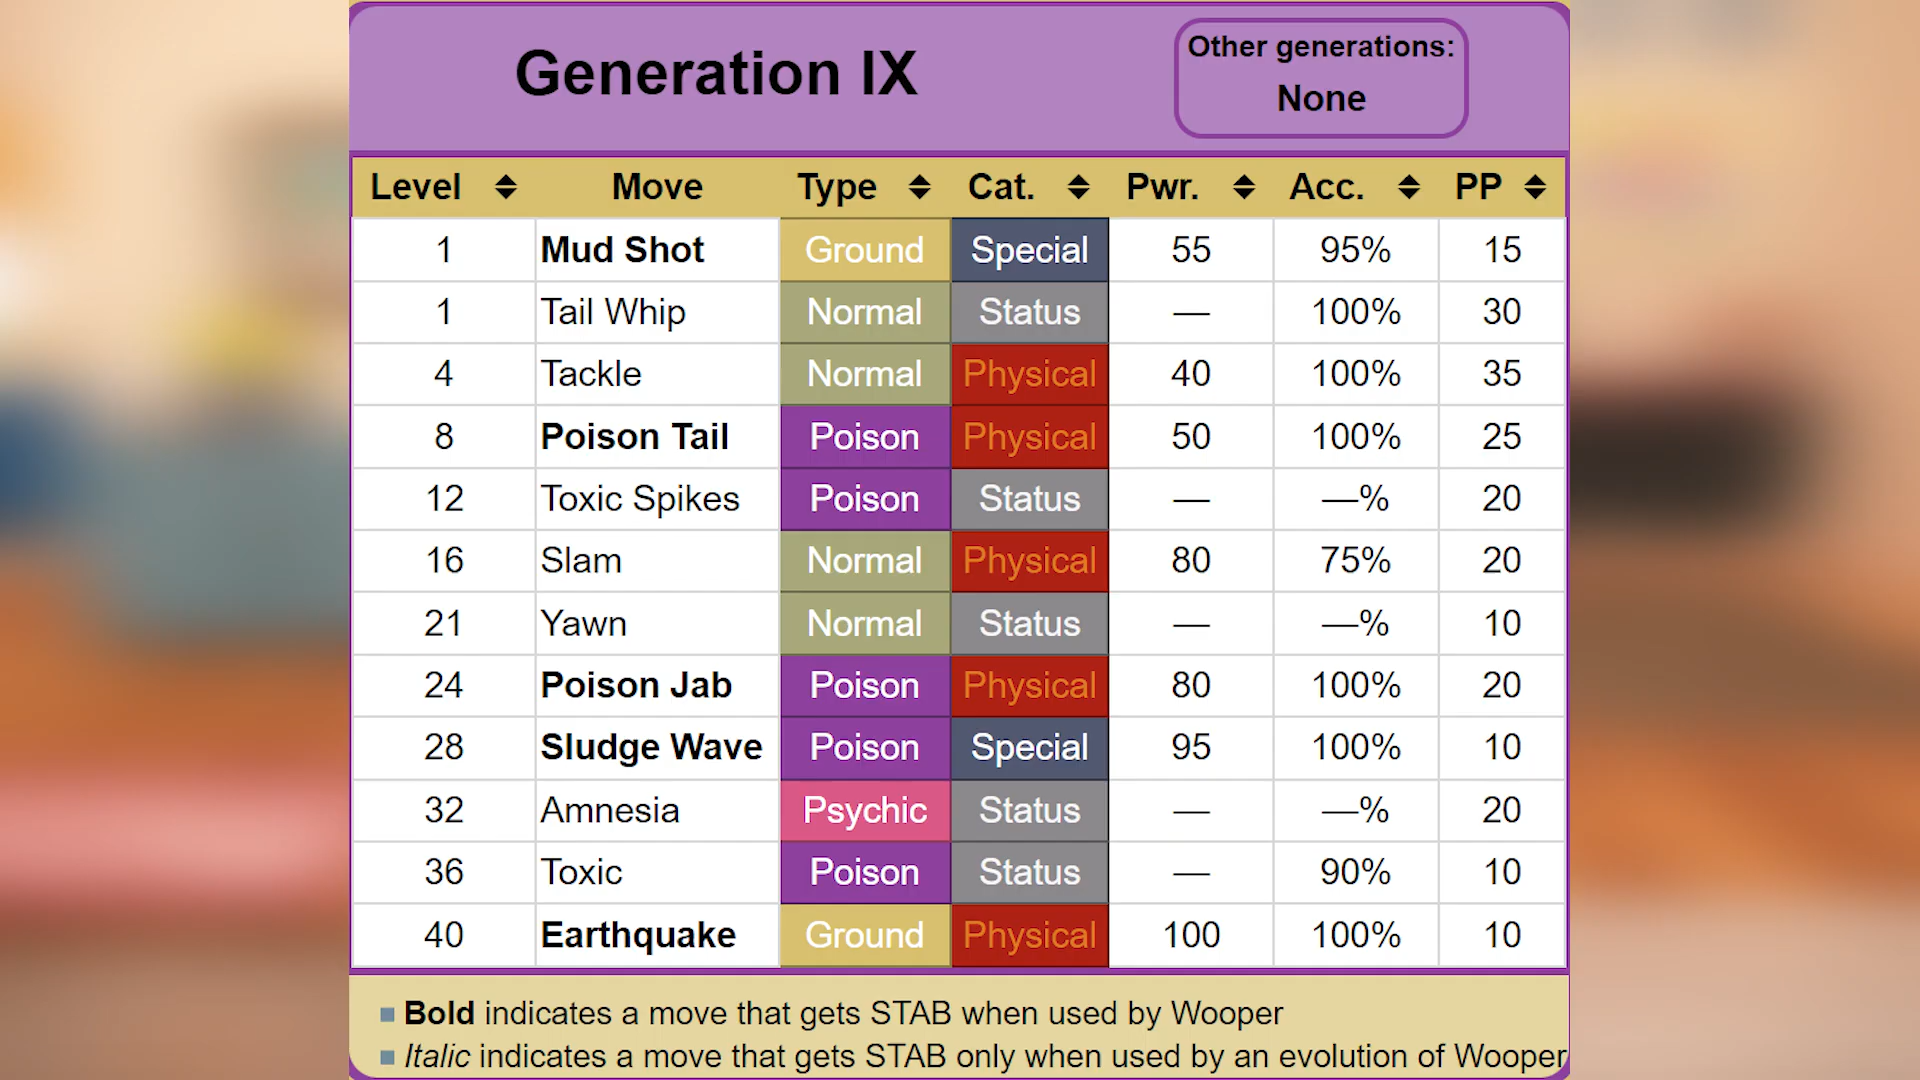 Generation IX
Other generations:
None
Level Move Type Cat. Pwr. Acc. PP
1 Mud Shot Ground Special 55 95% 15
1 Tail Whip Normal Status — 100% 30
4 Tackle Normal Physical 40 100% 35
8 Poison Tail Poison Physical 50 100% 25
12 Toxic Spikes Poison Status — —% 20
16 Slam Normal Physical 80 75% 20
21 Yawn Normal Status — —% 10
24 Poison Jab Poison Physical 80 100% 20
28 Sludge Wave Poison Special 95 100% 10
32 Amnesia Psychic Status — —% 20
36 Toxic Poison Status — 90% 10
40 Earthquake Ground Physical 100 100% 10
Bold indicates a move that gets STAB when used by Wooper
Italic indicates a move that gets STAB only when used by an evolution of Wooper